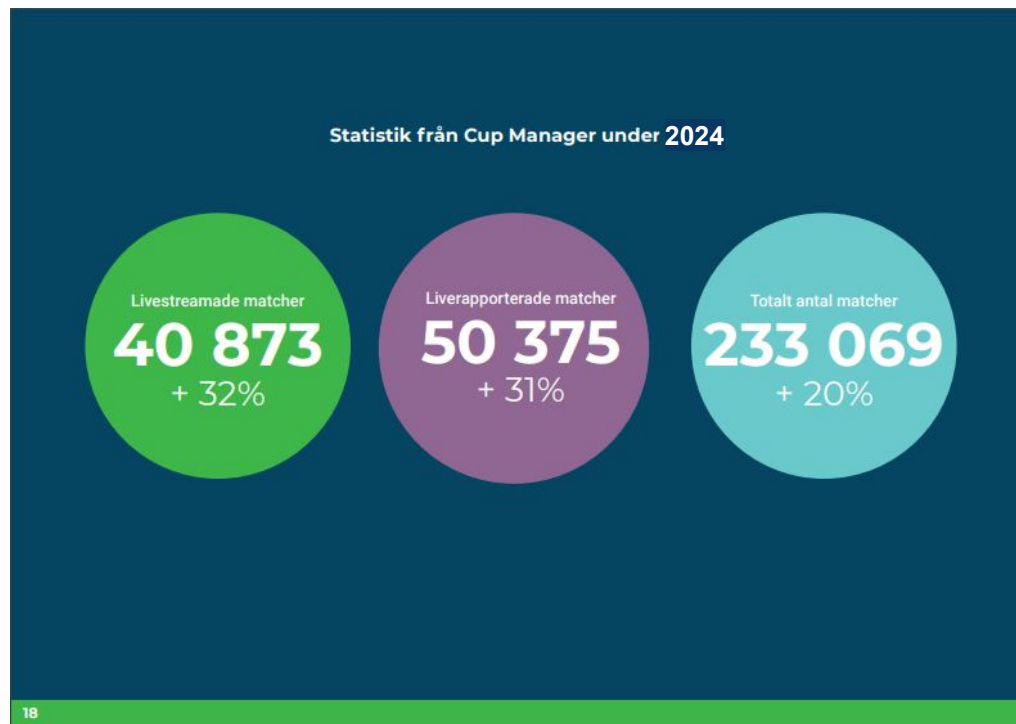 Statistik från Cup Manager under 2024
Livestreamade matcher
40 873
+ 32%
Liverapporterade matcher
50 375
+ 31%
Totalt antal matcher
233 069
+ 20%
18